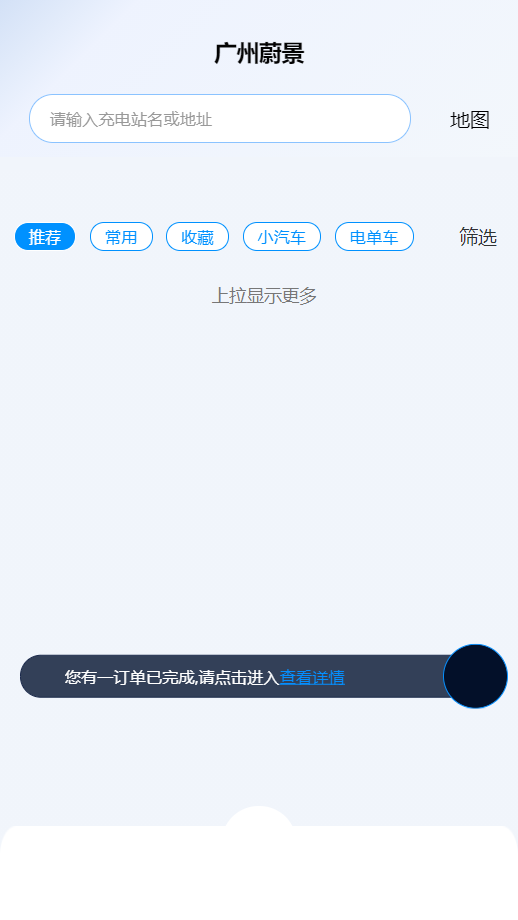 广州蔚景
请输入充电站名或地址 地图
推荐 常用 收藏 小汽车 电单车 筛选
上拉显示更多
您有一订单已完成,请点击进入查看详情